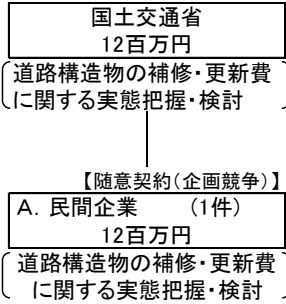 国土交通省
12百万円
道路構造物の補修・更新費
に関する実態把握・検討
【随意契約(企画競争)】
A．民間企業　　(1件)
12百万円
道路構造物の補修・更新費
に関する実態把握・検討